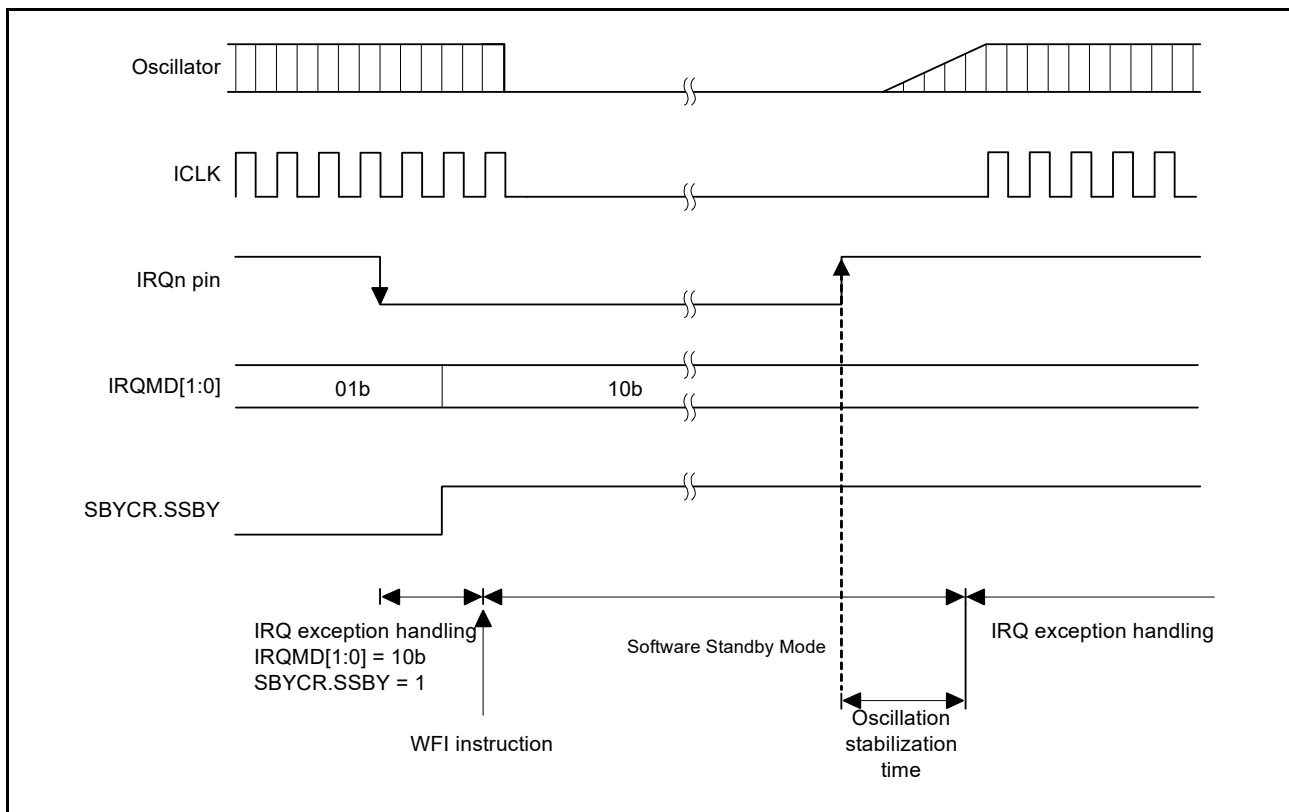 Oscillator
ICLK
IRQn pin
IRQMD[1:0]
01b
10b
SBYCR.SSBY
IRQ exception handling
IRQMD[1:0] = 10b
SBYCR.SSBY = 1
WFI instruction
Software Standby Mode
Oscillation
stabilization
time
IRQ exception handling